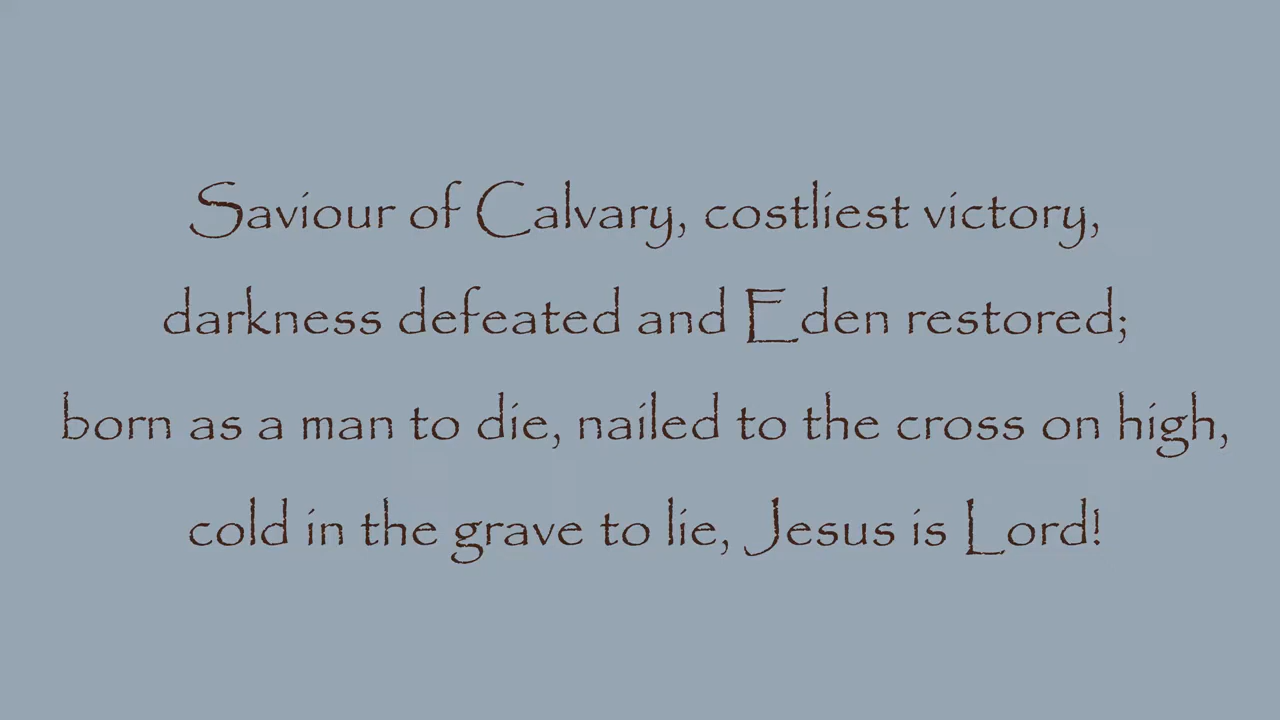 Saviour of Calvary, costliest victory,
darkness defeated and Eden restored;
born as a man to die, nailed to the cross on high,
cold in the grave to lie, Jesus is Lord!